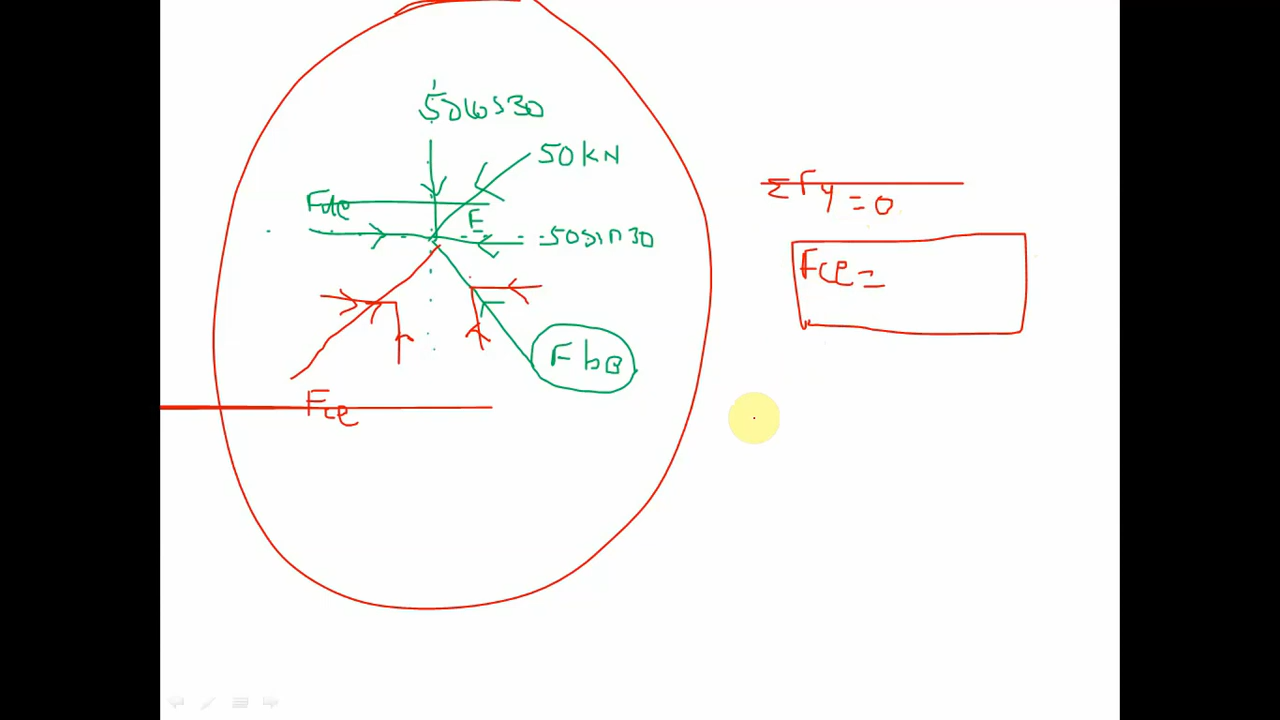 50cos30
50kN
Fde
E
50sin30
ΣFy=0
Fce=
Fbe
Fce